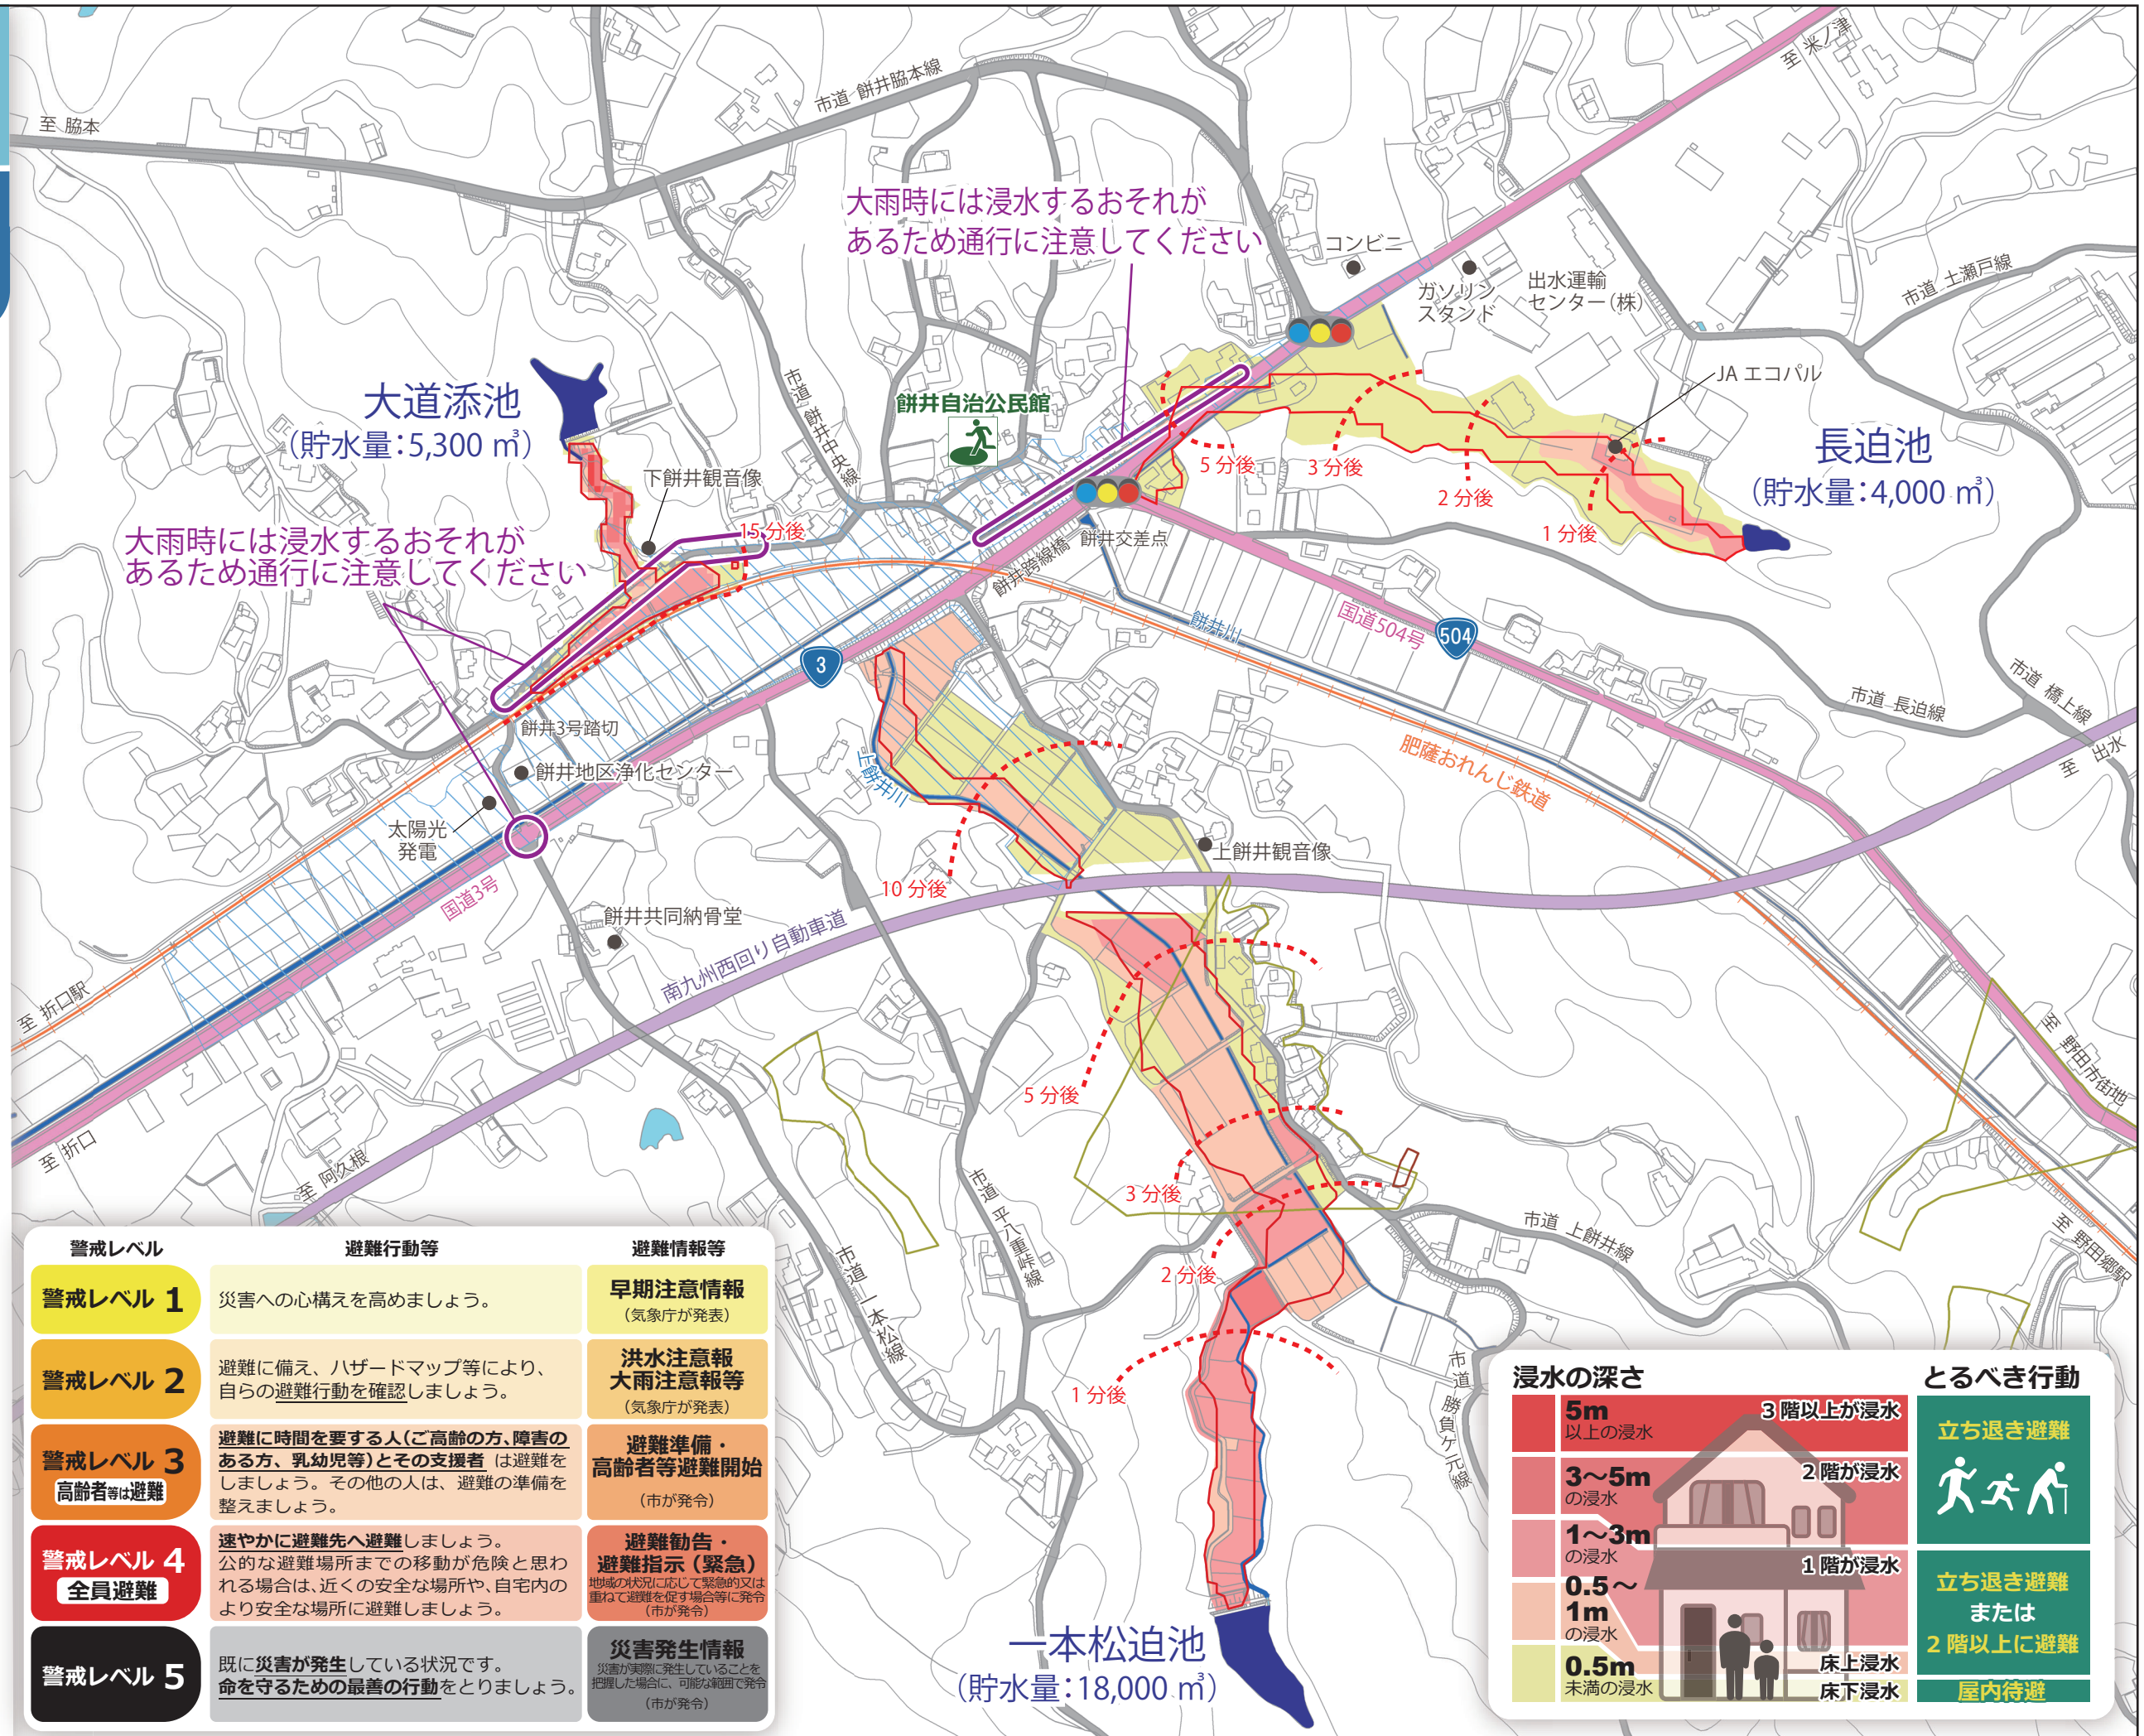 至 脇本
市道 餅井脇本線
至 米ノ津
大雨時には浸水するおそれが
あるため通行に注意してください
コンビニ
ガソリン
スタンド
出水運輸
センター(株)
市道 土瀬戸線
大道添池
(貯水量:5,300 ㎥)
市道 餅井中央線
餅井自治公民館
JA エコパル
長迫池
(貯水量:4,000 ㎥)
下餅井観音像
5 分後
3 分後
2 分後
1 分後
15 分後
大雨時には浸水するおそれが
あるため通行に注意してください
餅井交差点
餅井跨線橋
餅井川
国道504号
504
3
市道 長迫線
市道 橋上線
至 出水
餅井3号踏切
餅井地区浄化センター
上餅井川
肥薩おれんじ鉄道
太陽光
発電
上餅井観音像
10 分後
国道3号
餅井共同納骨堂
南九州西回り自動車道
至 折口駅
至 折口
至 阿久根
至 野田市街地
5 分後
3 分後
2 分後
1 分後
市道 平八重峠線
市道 一本松線
市道 上餅井線
至 野田郷駅
市道 勝負ケ元線
一本松迫池
(貯水量:18,000 ㎥)
警戒レベル
避難行動等
避難情報等
警戒レベル 1
災害への心構えを高めましょう。
早期注意情報
(気象庁が発表)
警戒レベル 2
避難に備え、ハザードマップ等により、
自らの避難行動を確認しましょう。
洪水注意報
大雨注意報等
(気象庁が発表)
警戒レベル 3
高齢者等は避難
避難に時間を要する人(ご高齢の方、障害の
ある方、乳幼児等)とその支援者 は避難を
しましょう。その他の人は、避難の準備を
整えましょう。
避難準備・
高齢者等避難開始
(市が発令)
警戒レベル 4
全員避難
速やかに避難先へ避難しましょう。
公的な避難場所までの移動が危険と思わ
れる場合は、近くの安全な場所や、自宅内の
より安全な場所に避難しましょう。
避難勧告・
避難指示(緊急)
地域の状況に応じて緊急的又は
重ねて避難を促す場合等に発令
(市が発令)
警戒レベル 5
既に災害が発生している状況です。
命を守るための最善の行動をとりましょう。
災害発生情報
災害が実際に発生していることを
把握した場合に、可能な範囲で発令
(市が発令)
浸水の深さ
とるべき行動
5m
以上の浸水
3階以上が浸水
3〜5m
の浸水
2階が浸水
1〜3m
の浸水
1階が浸水
0.5〜
1m
の浸水
床上浸水
0.5m
未満の浸水
床下浸水
立ち退き避難
立ち退き避難
または
2階以上に避難
屋内待避